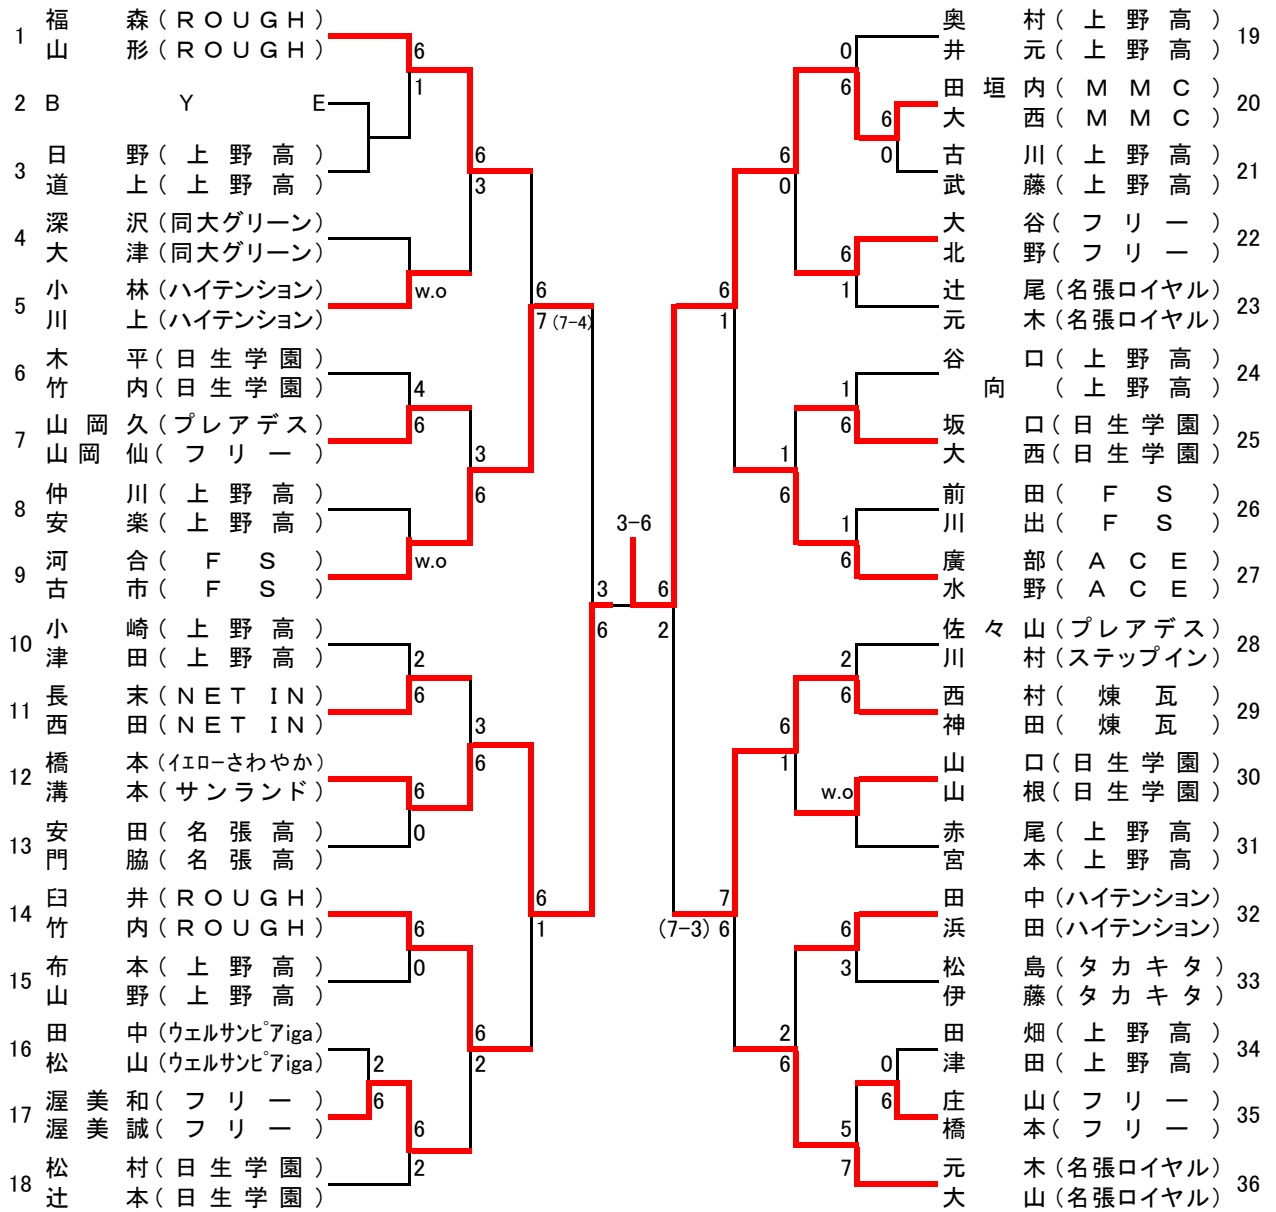 1 福森(ROUGH)
山形(ROUGH)
2 BYE
3 日野(上野高)
道上(上野高)
4 深沢(同大グリーン)
大津(同大グリーン)
5 小林(ハイテンション)
川上(ハイテンション)
6 木平(日生学園)
竹内(日生学園)
7 山岡久(プレアデス)
山岡仙(フリー)
8 仲川(上野高)
安楽(上野高)
9 河合(FS)
古市(FS)
10 小崎(上野高)
津田(上野高)
11 長末(NET IN)
西田(NET IN)
12 橋本(イエローさわやか)
溝本(サンランド)
13 安田(名張高)
門脇(名張高)
14 臼井(ROUGH)
竹内(ROUGH)
15 布本(上野高)
山野(上野高)
16 田中(ウェルサンピアiga)
松山(ウェルサンピアiga)
17 渥美和(フリー)
渥美誠(フリー)
18 松村(日生学園)
辻本(日生学園)
6
1
w.o
4
6
w.o
2
6
6
0
6
0
2
6
6
2
6
3
3
6
3
6
6
2
6
7 (7-4)
6
1
3
6
3-6
6
2
6
1
7
(7-3) 6
6
0
1
6
6
1
2
6
0
6
6
0
6
1
1
6
1
6
2
6
w.o
6
3
0
6
5
7
奥村(上野高) 19
井元(上野高)
田垣内(MMC) 20
大西(MMC)
古川(上野高) 21
武藤(上野高)
大谷(フリー) 22
北野(フリー)
辻尾(名張ロイヤル) 23
元木(名張ロイヤル)
谷口(上野高) 24
向(上野高)
坂口(日生学園) 25
大西(日生学園)
前田(FS) 26
川出(FS)
廣部(ACE) 27
水野(ACE)
佐々山(プレアデス) 28
川村(ステップイン)
西村(煉瓦) 29
神田(煉瓦)
山口(日生学園) 30
山根(日生学園)
赤尾(上野高) 31
宮本(上野高)
田中(ハイテンション) 32
浜田(ハイテンション)
松島(タカキタ) 33
伊藤(タカキタ)
田畑(上野高) 34
津田(上野高)
庄山(フリー) 35
橋本(フリー)
元木(名張ロイヤル) 36
大山(名張ロイヤル)